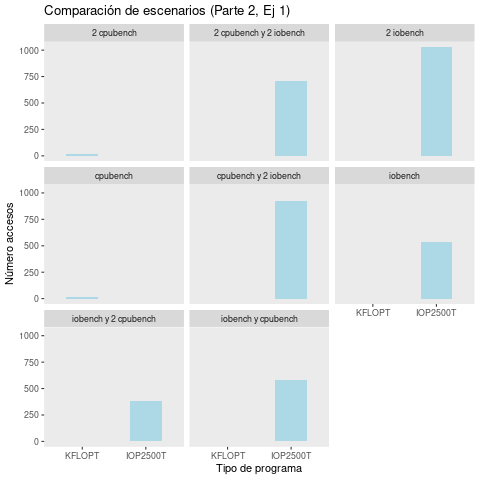 Comparación de escenarios (Parte 2, Ej 1)
2 cpubench
2 cpubench y 2 iobench
2 iobench
1000
750
500
250
0
cpubench
cpubench y 2 iobench
iobench
1000
750
500
250
0
KFLOPT
IOP2500T
iobench y 2 cpubench
iobench y cpubench
1000
750
500
250
0
KFLOPT
IOP2500T
KFLOPT
IOP2500T
Número accesos
Tipo de programa